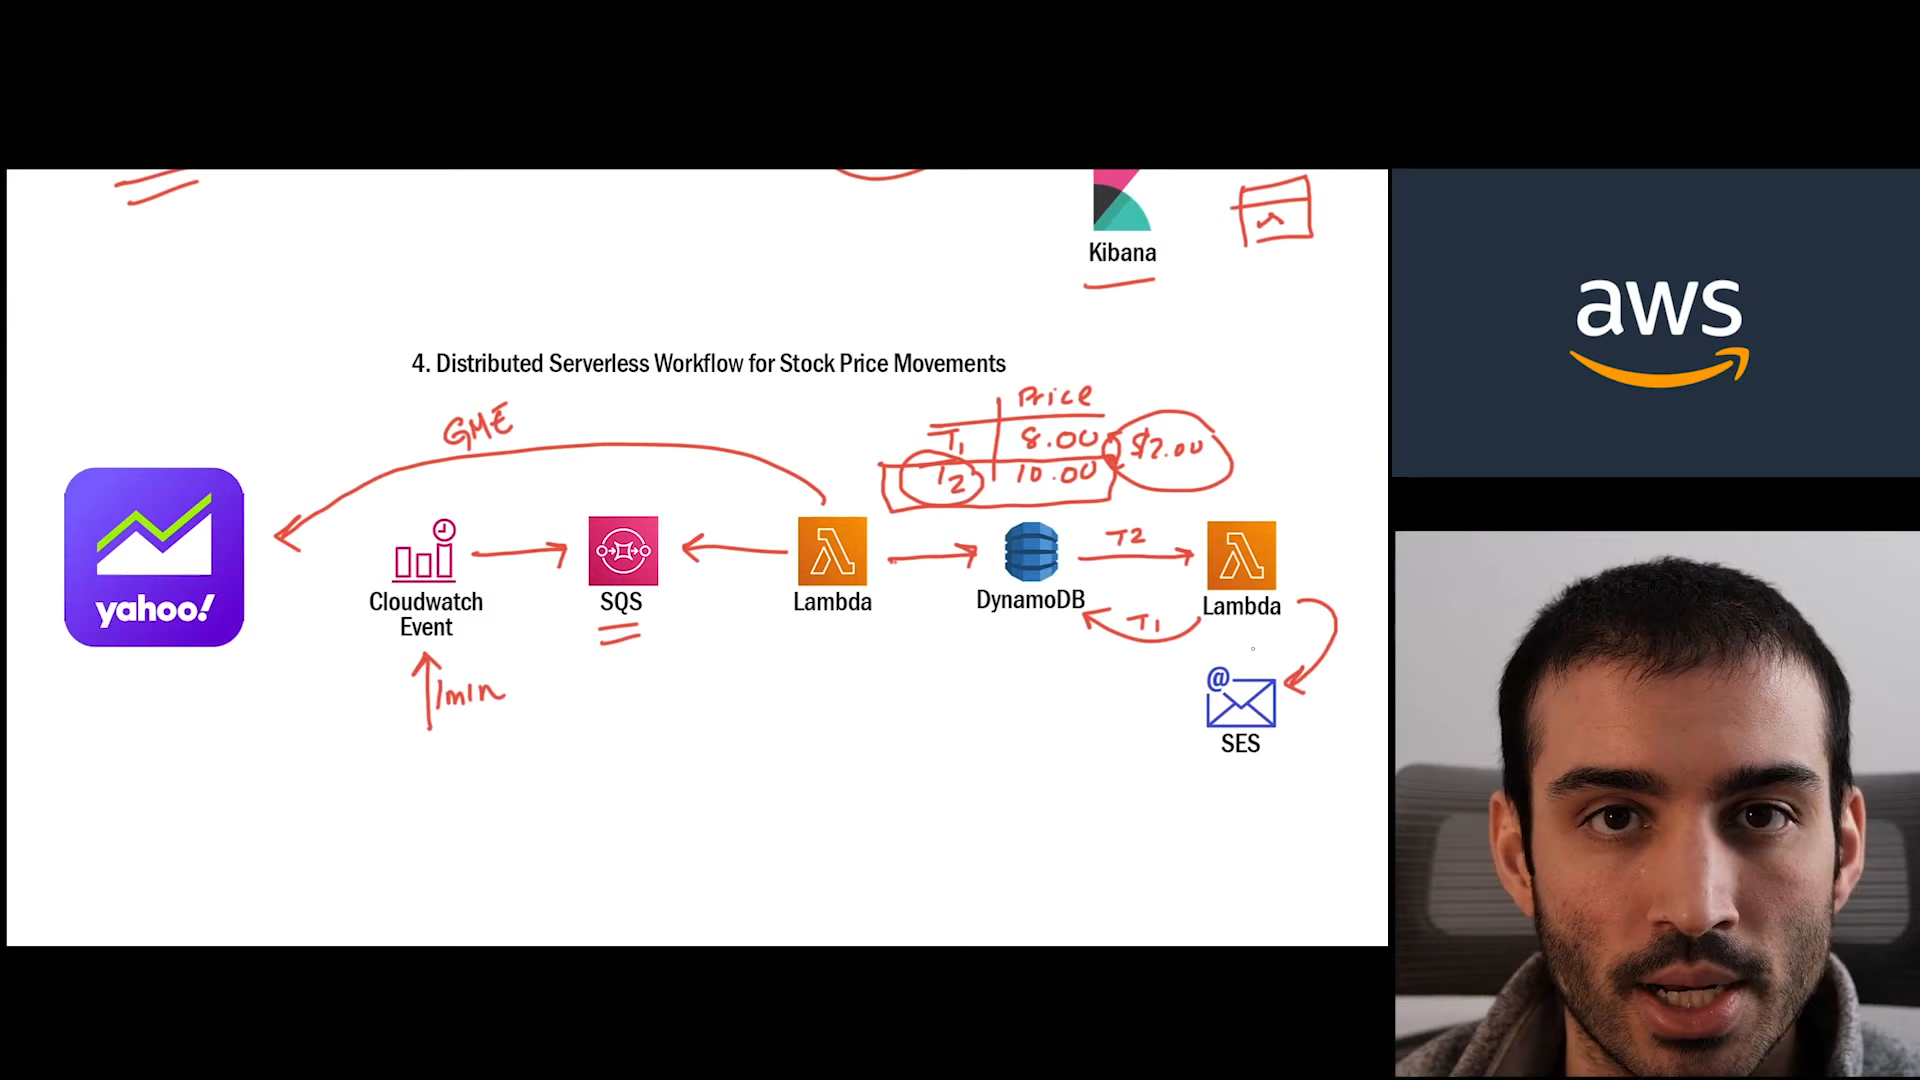 Kibana
aws
4. Distributed Serverless Workflow for Stock Price Movements
Price
GME
T1 8.00
$2.00
T2 10.00
T2
yahoo!
Cloudwatch
Event
SQS
Lambda
DynamoDB
Lambda
T1
1min
@
SES